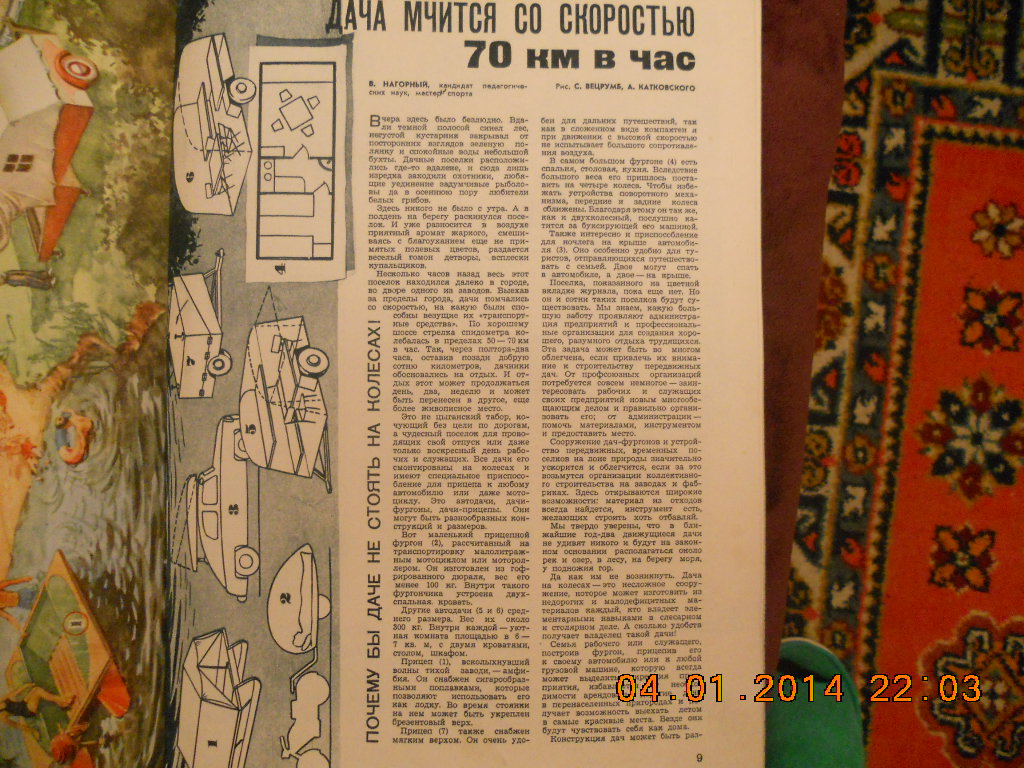 ДАЧА МЧИТСЯ СО СКОРОСТЬЮ
70 км в час
В. НАГОРНЫЙ, кандидат педагогиче-
ских наук, мастер спорта
Рис. С. ВЕЦРУМБ, А. КАТКОВСКОГО
ПОЧЕМУ БЫ ДАЧЕ НЕ СТОЯТЬ НА КОЛЕСАХ!
Вчера здесь было безлюдно. Вда-
ли темной полосой синел лес,
негустой кустарник закрывал от
посторонних взглядов зеленую по-
лянку и спокойные воды небольшой
бухты. Дачные поселки расположи-
лись где-то вдалеке, и сюда лишь
изредка заходили охотники, любя-
щие уединение задумчивые рыболо-
вы да в осеннюю пору любители
белых грибов.
Здесь никого не было с утра. А в
полдень на берегу раскинулся посе-
лок. И уже разносится в воздухе
приятный аромат жаркого, смеши-
ваясь с благоуханием еще не при-
мятых полевых цветов, раздается
веселый гомон детворы, всплески
купальщиков.
Несколько часов назад весь этот
поселок находился далеко в городе,
во дворе одного из заводов. Выехав
за пределы города, дачи помчались
со скоростью, на какую были спо-
собны везущие их «транспорт-
ные средства». По хорошему
шоссе стрелка спидометра ко-
лебалась в пределах 50—70 км
в час. Так, через полтора-два
часа, оставив позади добрую
сотню километров, дачники
обосновались на отдых. И от-
дых этот может продолжаться
день, два, неделю и может
быть перенесен в другое, еще
более живописное место.
Это не цыганский табор, ко-
чующий без цели по дорогам,
а чудесный поселок для прово-
дящих свой отпуск или даже
только воскресный день рабо-
чих и служащих. Все дачи его
смонтированы на колесах и
имеют специальное приспособ-
ление для прицепа к любому
автомобилю или даже мото-
циклу. Это автодачи, дачи-
фургоны, дачи-прицепы. Они
могут быть разнообразных кон-
струкций и размеров.
Вот маленький прицепной
фургон (2), рассчитанный на
транспортировку малолитраж-
ным мотоциклом или моторол-
лером. Он изготовлен из гоф-
рированного дюраля, вес его
менее 100 кг. Внутри такого
фургончика устроена двух-
спальная кровать.
Другие автодачи (5 и 6) сред-
него размера. Вес их около
300 кг. Внутри каждой — уют-
ная комната площадью в 6—
7 кв. м, с двумя кроватями,
столом, шкафом.
Прицеп (1), всколыхнувший
волны тихой заводи, — амфи-
бия. Он снабжен сигарообраз-
ными поплавками, которые
позволяют использовать его
как лодку. Во время стоянки
на нем может быть укреплен
брезентовый верх.
Прицеп (7) также снабжен
мягким верхом. Он очень удо-
бен для дальних путешествий, так
как в сложенном виде компактен и
при движении с высокой скоростью
не испытывает большого сопротивле-
ния воздуха.
В самом большом фургоне (4) есть
спальня, столовая, кухня. Вследствие
большого веса его пришлось поста-
вить на четыре колеса. Чтобы избе-
жать устройства поворотного меха-
низма, передние и задние колеса
сближены. Благодаря этому он так же,
как и двухколесный, послушно ка-
тится за буксирующей его машиной.
Также интересно и приспособление
для ночлега на крыше автомоби-
ля (3). Оно особенно удобно для ту-
ристов, отправляющихся путешество-
вать с семьей. Двое могут спать
в автомобиле, а двое — на крыше.
Поселка, показанного на цветной
вкладке журнала, пока еще нет. Но
он и сотни таких поселков будут су-
ществовать. Мы знаем, какую боль-
шую заботу проявляют администра-
ция предприятий и профессиональ-
ные организации для создания хоро-
шего, разумного отдыха трудящихся.
Эта задача может быть во многом
облегчена, если привлечь их внима-
ние к строительству передвижных
дач. От профсоюзных организаций
потребуется совсем немногое — заин-
тересовать рабочих и служащих
своих предприятий новым многообе-
щающим делом и правильно органи-
зовать его; от администрации —
помочь материалами, инструментом
и предоставить место.
Сооружение дач-фургонов и устрой-
ство передвижных, временных по-
селков на лоне природы значительно
ускорится и облегчится, если за это
возьмутся организации коллективно-
го строительства на заводах и фаб-
риках. Здесь открываются широкие
возможности: материал из отходов
всегда найдется, инструмент есть,
желающих строить хоть отбавляй.
Мы твердо уверены, что в бли-
жайшие год-два движущиеся дачи
не удивят никого и будут на закон-
ном основании располагаться около
рек и озер, в лесу, на берегу моря,
у подножия гор.
Да как им не возникнуть. Дача
на колесах — это несложное соору-
жение, которое может изготовить из
недорогих и малодефицитных ма-
териалов каждый, кто владеет эле-
ментарными навыками в слесарном
и столярном деле. А сколько удобств
получает владелец такой дачи!
Семья рабочего или служащего,
построив фургон, прицепив его
к своему автомобилю или к любой
грузовой машине, которую всегда
может выделить
приятия, избав
димости арендов
в перенаселенных пригородах и
лучает возможность выехать летом
в самые красивые места. Везде они
будут чувствовать себя как дома.
Конструкция дач может быть раз-
9
6
4
7
5
3
2
1
1
04.01.2014 22:03